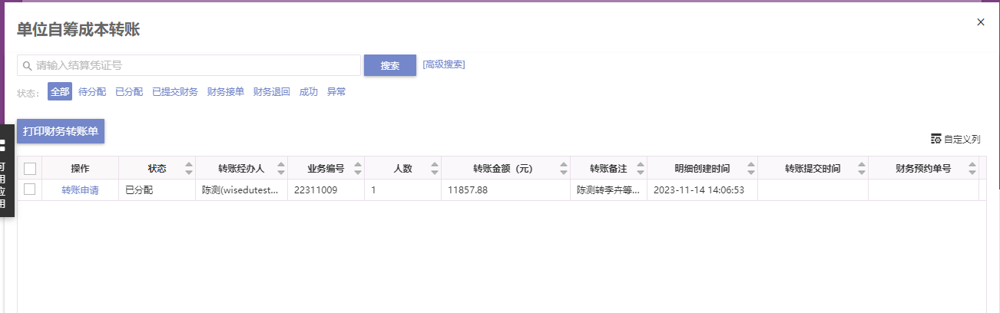 单位自筹成本转账
×
请输入结算凭证号 搜索 [高级搜索]
状态: 全部 待分配 已分配 已提交财务 财务接单 财务退回 成功 异常
打印财务转账单
自定义列
可用应用
操作 状态 转账经办人 业务编号 人数 转账金额（元） 转账备注 明细创建时间 转账提交时间 财务预约单号
转账申请 已分配 陈测(wisedutest... 22311009 1 11857.88 陈测转李卉等... 2023-11-14 14:06:53